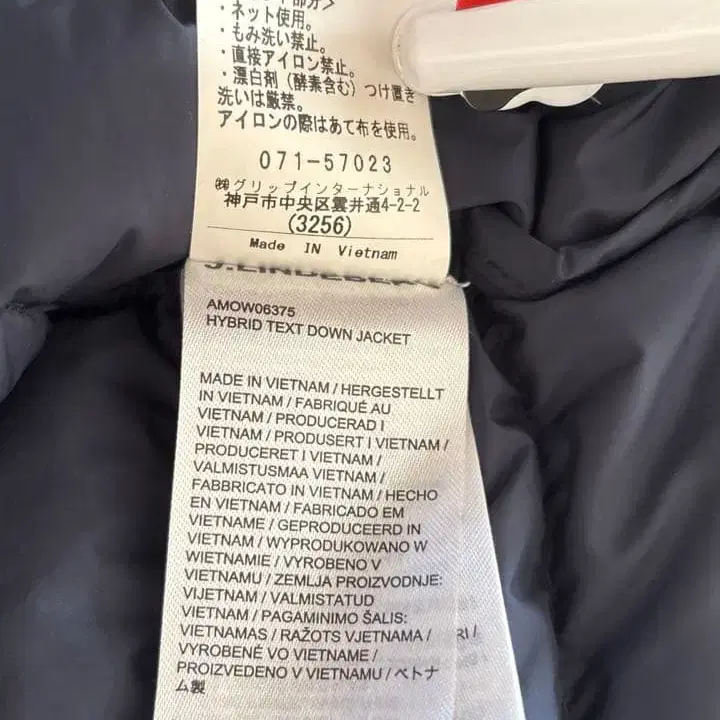 ・ネット使用。
・もみ洗い禁止。
・直接アイロン禁止。
・漂白剤（酵素含む）つけ置き
洗いは厳禁。
アイロンの際はあて布を使用。
071-57023
㈱グリップインターナショナル
神戸市中央区雲井通4-2-2
(3256)
Made IN Vietnam
J.LINDEBER
AMOW06375
HYBRID TEXT DOWN JACKET
MADE IN VIETNAM / HERGESTELLT
IN VIETNAM / FABRIQUÉ AU
VIETNAM / PRODUCERAD I
VIETNAM / PRODUSERT I VIETNAM /
PRODUCERET I VIETNAM /
VALMISTUSMAA VIETNAM /
FABBRICATO IN VIETNAM / HECHO
EN VIETNAM / FABRICADO EM
VIETNAME / GEPRODUCEERD IN
VIETNAM / WYPRODUKOWANO W
WIETNAMIE / VYROBENO V
VIETNAMU / ZEMLJA PROIZVODNJE:
VIJETNAM / VALMISTATUD
VIETNAM / PAGAMINIMO ŠALIS:
VIETNAMAS / RAŽOTS VJETNAMA /
VYROBENÉ VO VIETNAME /
PROIZVEDENO V VIETNAMU / ベトナ
ム製